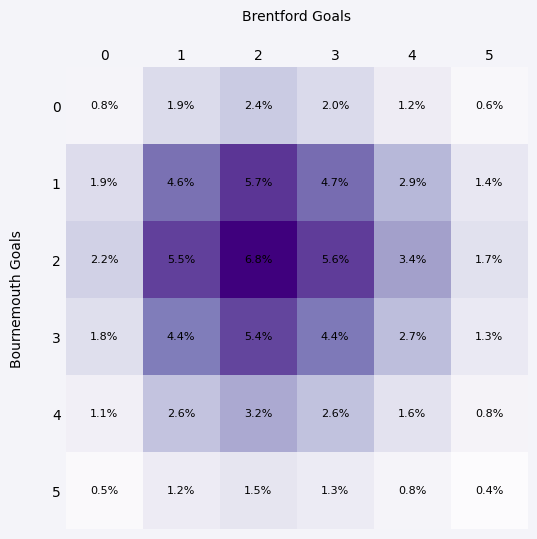 Brentford Goals
0 1 2 3 4 5
0 0.8% 1.9% 2.4% 2.0% 1.2% 0.6%
1 1.9% 4.6% 5.7% 4.7% 2.9% 1.4%
Bournemouth Goals
2 2.2% 5.5% 6.8% 5.6% 3.4% 1.7%
3 1.8% 4.4% 5.4% 4.4% 2.7% 1.3%
4 1.1% 2.6% 3.2% 2.6% 1.6% 0.8%
5 0.5% 1.2% 1.5% 1.3% 0.8% 0.4%